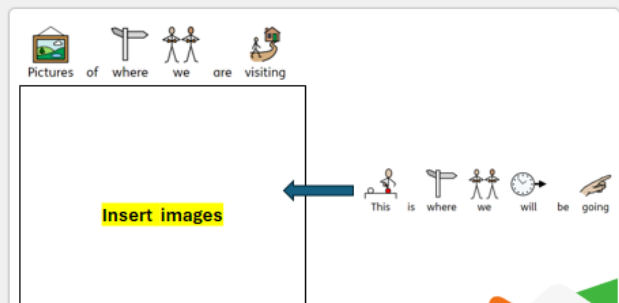 Pictures of where we are visiting
This is where we will be going
Insert images